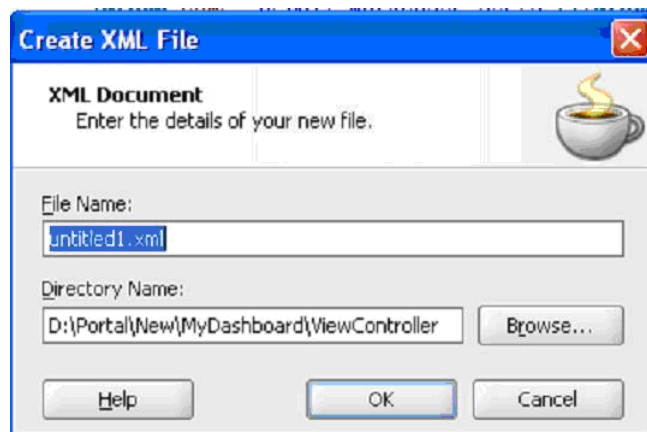 Create XML File
XML Document
Enter the details of your new file.
File Name:
untitled1.xml
Directory Name:
D:\Portal\New\MyDashboard\ViewController
Browse...
Help
OK
Cancel